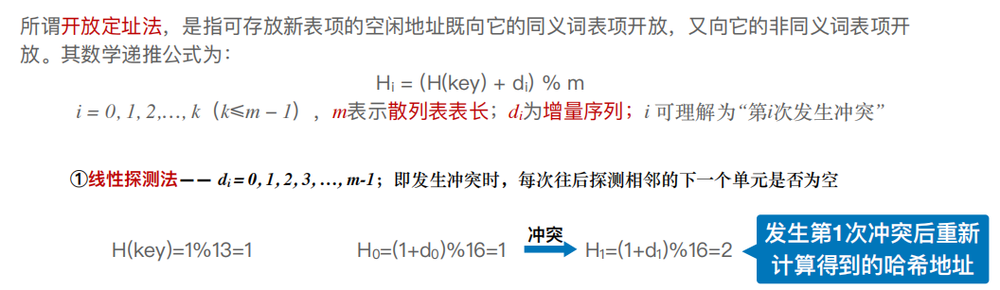 所谓开放定址法，是指可存放新表项的空闲地址既向它的同义词表项开放，又向它的非同义词表项开
放。其数学递推公式为：
Hᵢ = (H(key) + dᵢ) % m
i = 0, 1, 2,…, k（k≤m − 1），m表示散列表表长；dᵢ为增量序列；i 可理解为“第i次发生冲突”
①线性探测法—— dᵢ = 0, 1, 2, 3, …, m-1；即发生冲突时，每次往后探测相邻的下一个单元是否为空
H(key)=1%13=1
H₀=(1+d₀)%16=1
冲突
H₁=(1+d₁)%16=2
发生第1次冲突后重新
计算得到的哈希地址